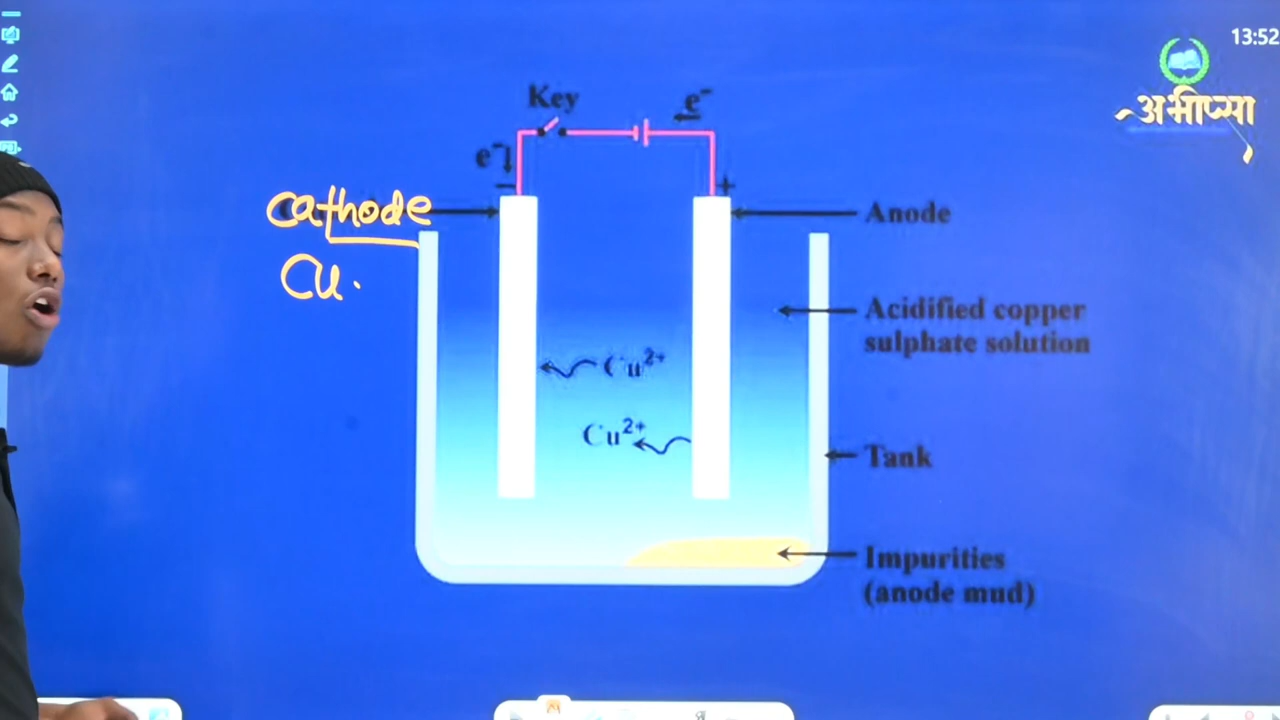 13:52
अभीप्सा
Key
e⁻
e⁻
−
+
cathode
Anode
Cu.
Acidified copper
sulphate solution
Cu²⁺
Cu²⁺
Tank
Impurities
(anode mud)